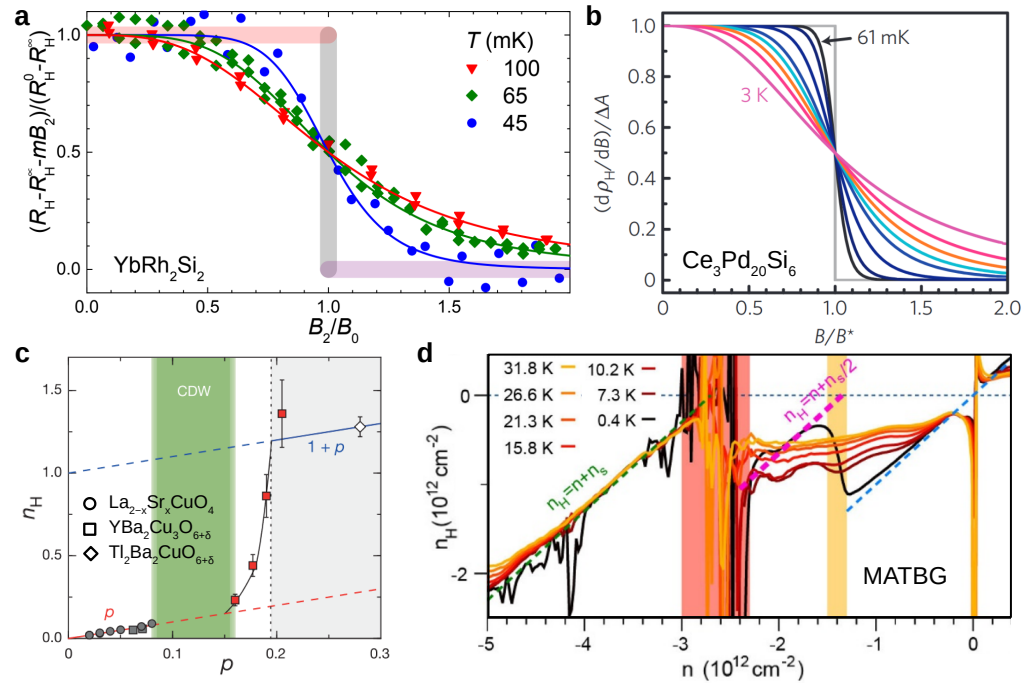 a
(R_H-R_H^∞-mB_2)/(R_H^0-R_H^∞)
1.0
0.5
0.0
T (mK)
100
65
45
YbRh2Si2
0.0 0.5 1.0 1.5
B2/B0
b
(dρH/dB)/ΔA
1.0
0.8
0.6
0.4
0.2
0
61 mK
3 K
Ce3Pd20Si6
0 0.5 1.0 1.5 2.0
B/B*
c
nH
1.5
1.0
0.5
0.0
CDW
1 + p
La2−xSrxCuO4
YBa2Cu3O6+δ
Tl2Ba2CuO6+δ
p
0 0.1 0.2 0.3
p
d
nH(10^12 cm^-2)
0
-2
31.8 K
26.6 K
21.3 K
15.8 K
10.2 K
7.3 K
0.4 K
nH=n+ns/2
nH=n+ns
MATBG
-5 -4 -3 -2 -1 0
n (10^12 cm^-2)